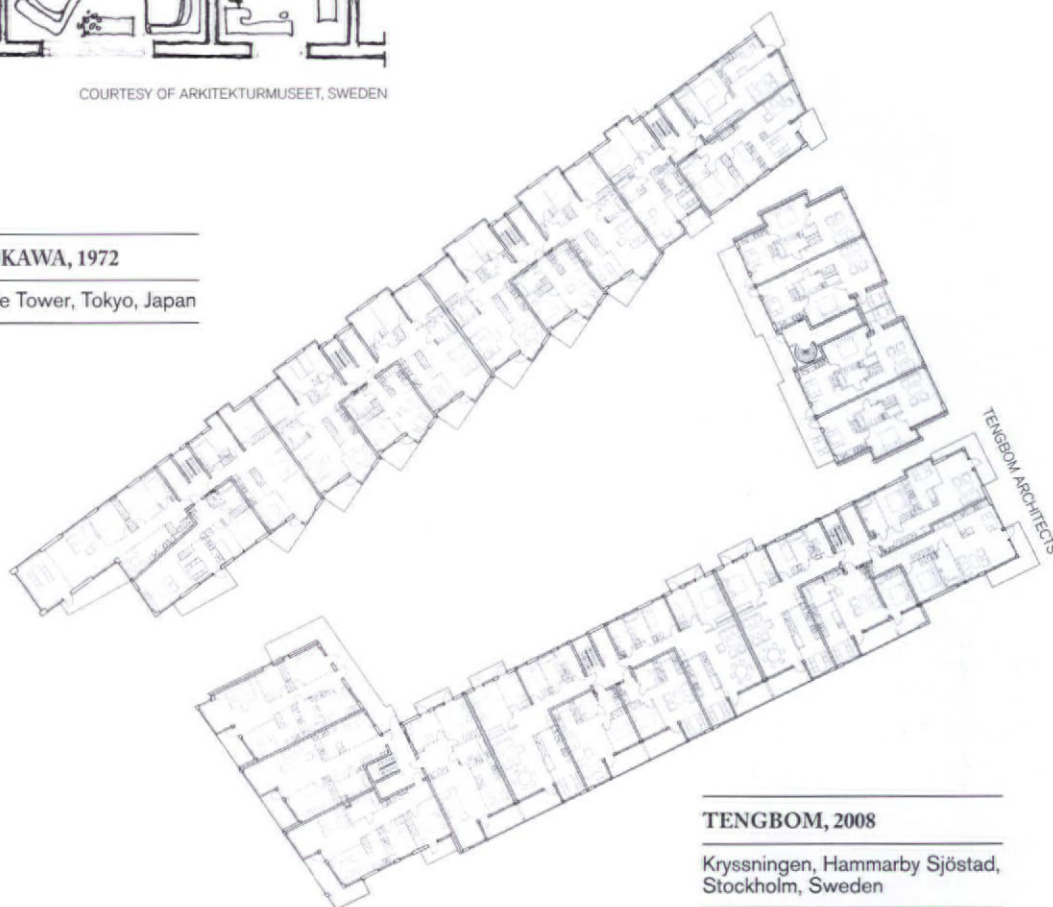 COURTESY OF ARKITEKTURMUSEET, SWEDEN
KAWA, 1972
e Tower, Tokyo, Japan
TENGBOM ARCHITECTS
TENGBOM, 2008
Kryssningen, Hammarby Sjöstad,
Stockholm, Sweden